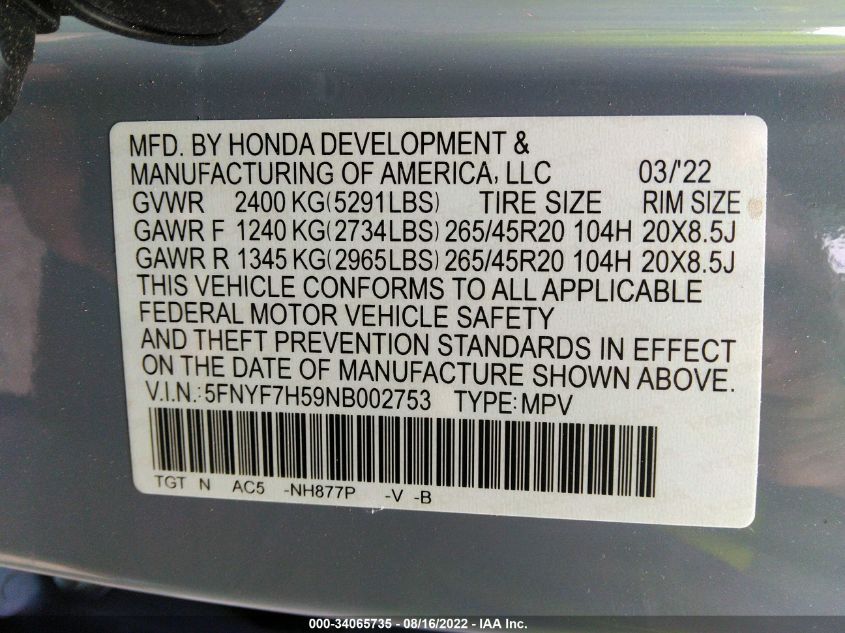 MFD. BY HONDA DEVELOPMENT &
MANUFACTURING OF AMERICA, LLC 03/'22
GVWR 2400 KG(5291LBS) TIRE SIZE RIM SIZE
GAWR F 1240 KG(2734LBS) 265/45R20 104H 20X8.5J
GAWR R 1345 KG(2965LBS) 265/45R20 104H 20X8.5J
THIS VEHICLE CONFORMS TO ALL APPLICABLE
FEDERAL MOTOR VEHICLE SAFETY
AND THEFT PREVENTION STANDARDS IN EFFECT
ON THE DATE OF MANUFACTURE SHOWN ABOVE.
V.I.N.:5FNYF7H59NB002753 TYPE:MPV
TGT N AC5 -NH877P -V -B
000-34065735 - 08/16/2022 - IAA Inc.